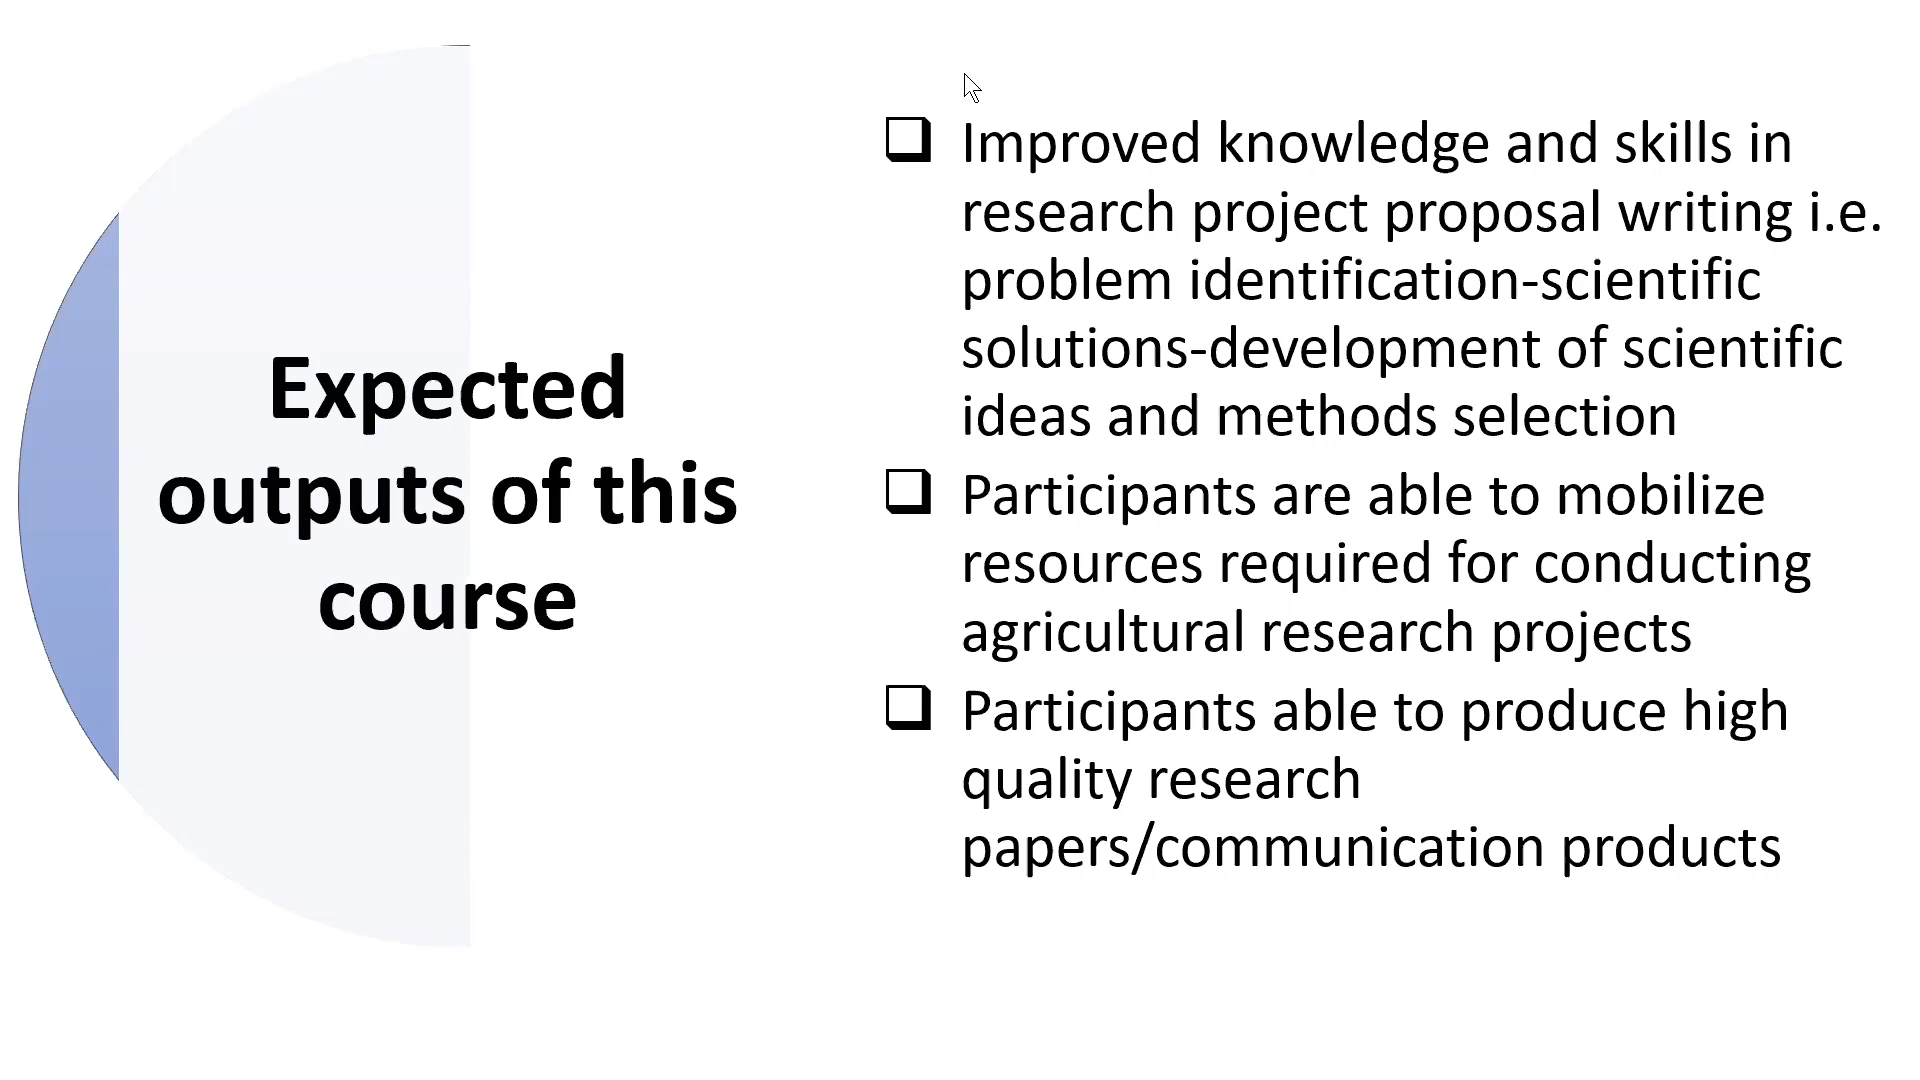 Expected
outputs of this
course
Improved knowledge and skills in
research project proposal writing i.e.
problem identification-scientific
solutions-development of scientific
ideas and methods selection
Participants are able to mobilize
resources required for conducting
agricultural research projects
Participants able to produce high
quality research
papers/communication products